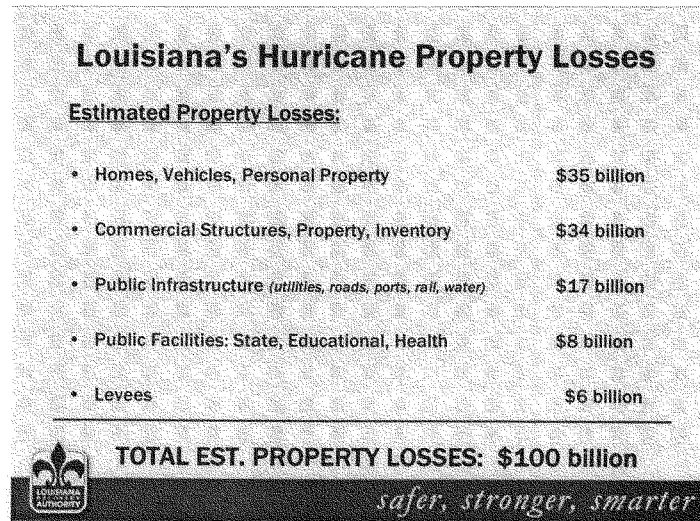 Louisiana's Hurricane Property Losses
Estimated Property Losses:
• Homes, Vehicles, Personal Property $35 billion
• Commercial Structures, Property, Inventory $34 billion
• Public Infrastructure (utilities, roads, ports, rail, water) $17 billion
• Public Facilities: State, Educational, Health $8 billion
• Levees $6 billion
TOTAL EST. PROPERTY LOSSES: $100 billion
LOUISIANA
RECOVERY
AUTHORITY
safer, stronger, smarter